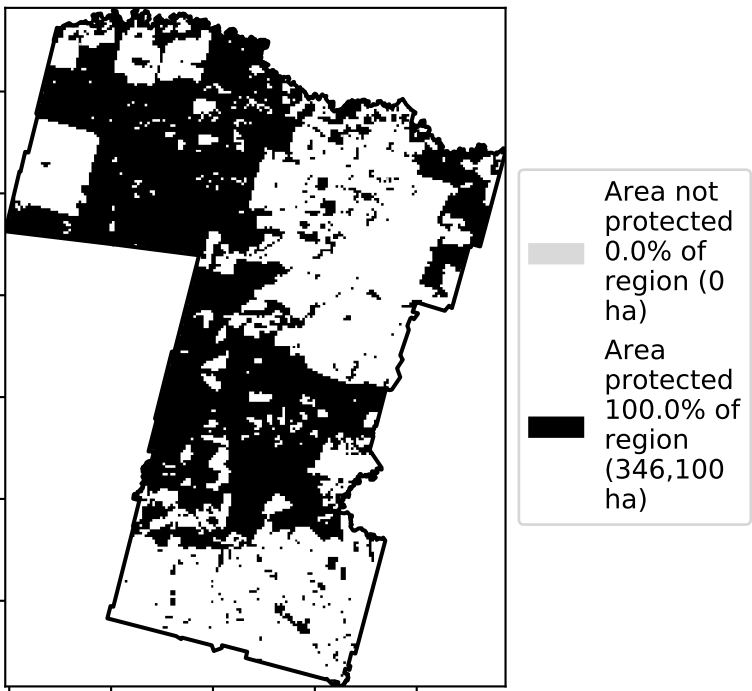 Area not
protected
0.0% of
region (0
ha)
Area
protected
100.0% of
region
(346,100
ha)